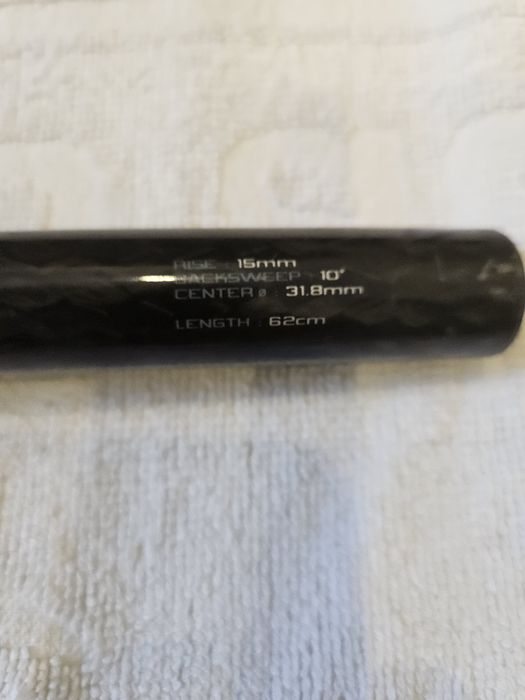 RISE : 15mm
BACKSWEEP : 10°
CENTER ø : 31.8mm
LENGTH : 62cm